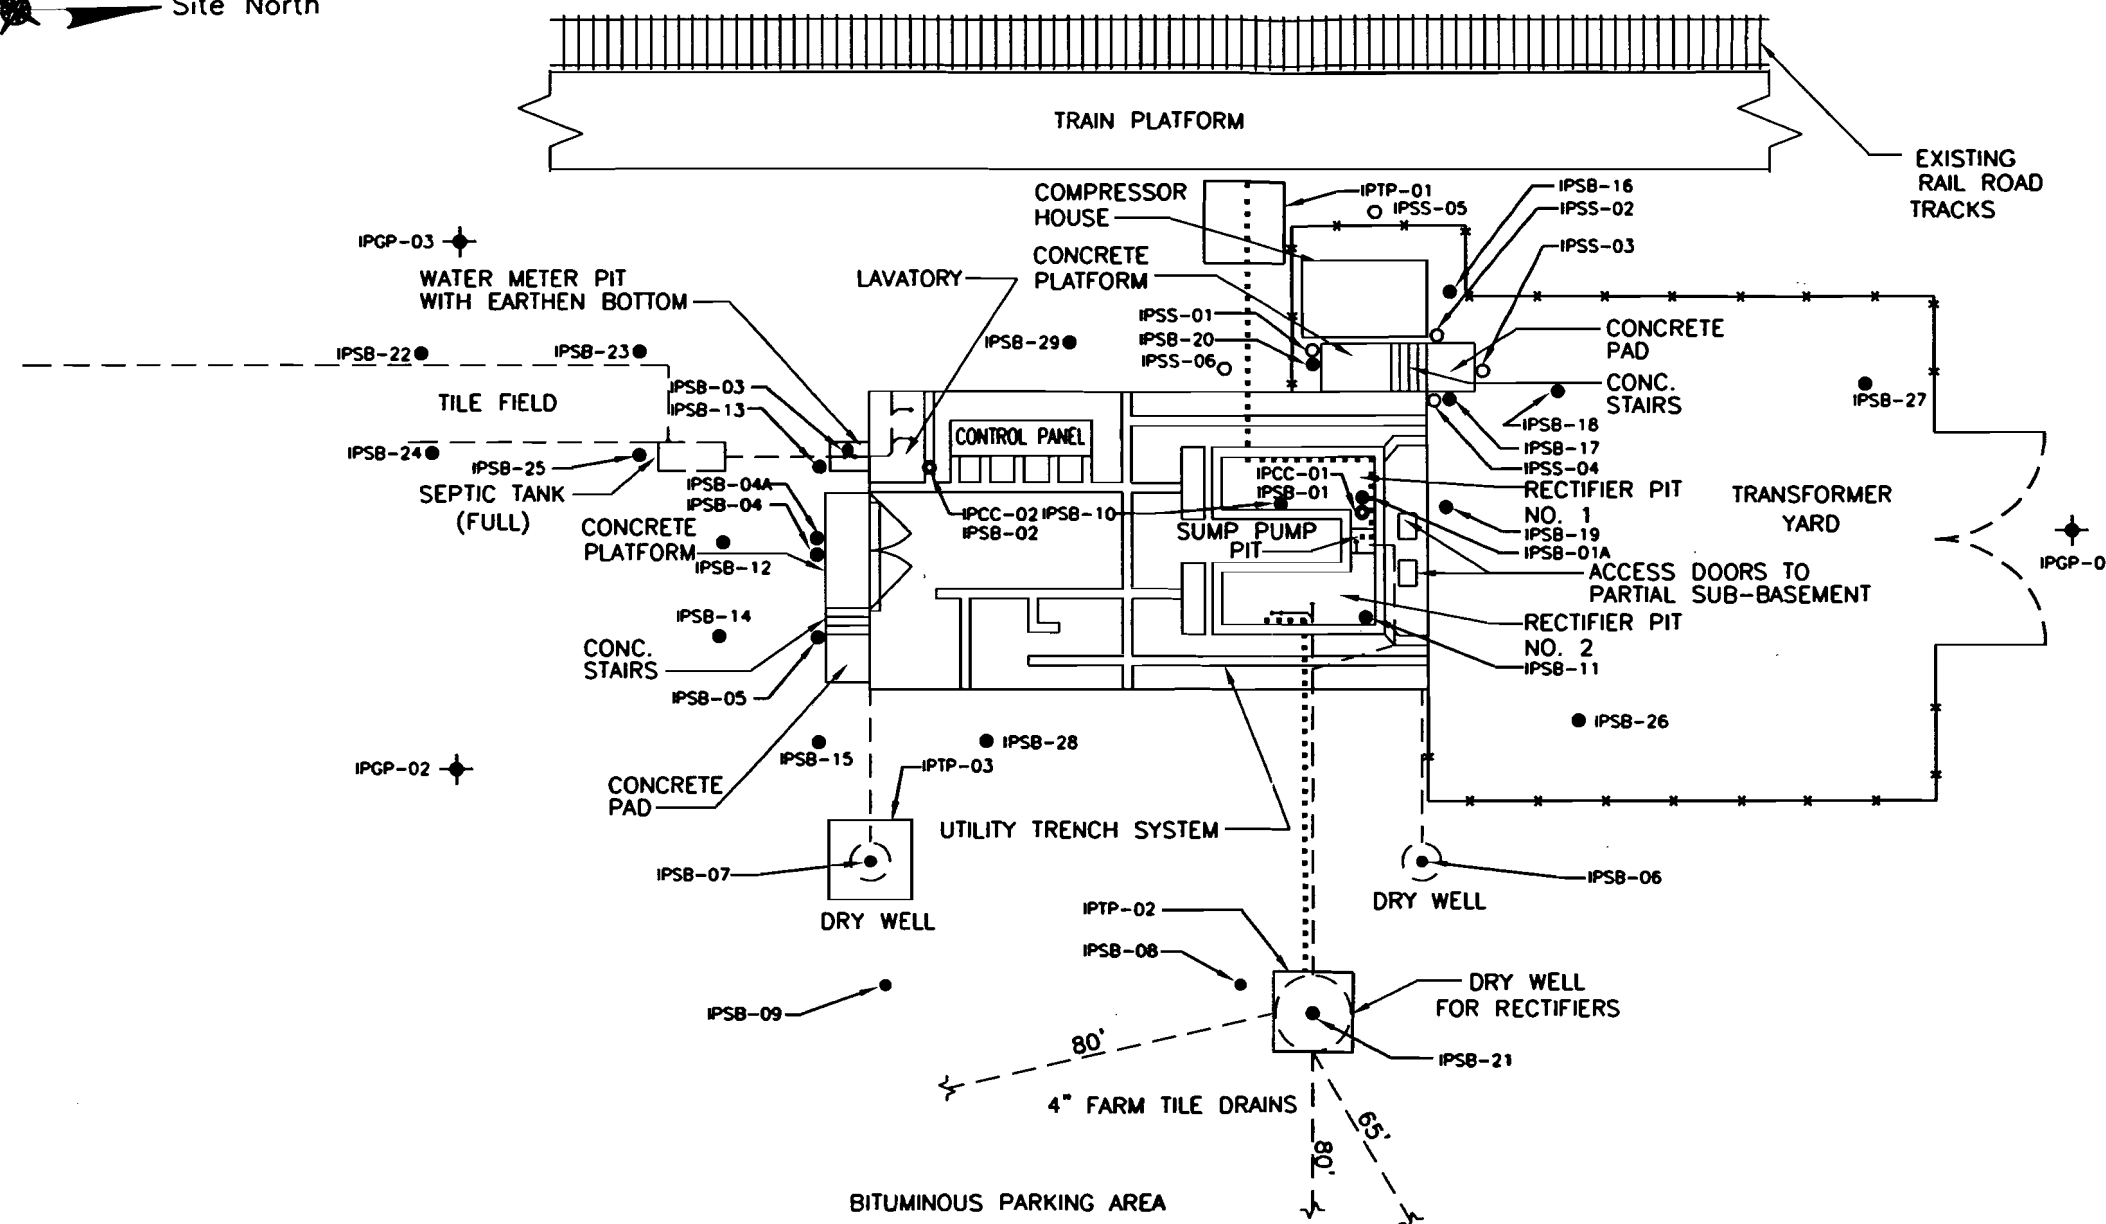 Site North
TRAIN PLATFORM
EXISTING
RAIL ROAD
TRACKS
COMPRESSOR
HOUSE
IPTP-01
IPSS-05
IPSB-16
IPSS-02
IPSS-03
IPGP-03
WATER METER PIT
WITH EARTHEN BOTTOM
LAVATORY
CONCRETE
PLATFORM
IPSS-01
IPSB-20
IPSS-06
IPSB-29
CONCRETE
PAD
CONC.
STAIRS
IPSB-22
IPSB-23
IPSB-03
IPSB-13
TILE FIELD
IPSB-27
IPSB-18
IPSB-17
IPSS-04
CONTROL PANEL
IPSB-24
IPSB-25
SEPTIC TANK
(FULL)
IPSB-04A
IPSB-04
IPCC-01
IPSB-01
RECTIFIER PIT
NO. 1
TRANSFORMER
YARD
IPCC-02
IPSB-02
IPSB-10
SUMP PUMP
PIT
IPSB-19
IPSB-01A
CONCRETE
PLATFORM
IPSB-12
IPGP-0
ACCESS DOORS TO
PARTIAL SUB-BASEMENT
IPSB-14
RECTIFIER PIT
NO. 2
IPSB-11
CONC.
STAIRS
IPSB-05
IPSB-26
IPSB-15
IPSB-28
IPGP-02
IPTP-03
CONCRETE
PAD
UTILITY TRENCH SYSTEM
IPSB-07
DRY WELL
IPSB-06
DRY WELL
IPTP-02
IPSB-08
IPSB-09
DRY WELL
FOR RECTIFIERS
IPSB-21
80'
4" FARM TILE DRAINS
65'
80'
BITUMINOUS PARKING AREA